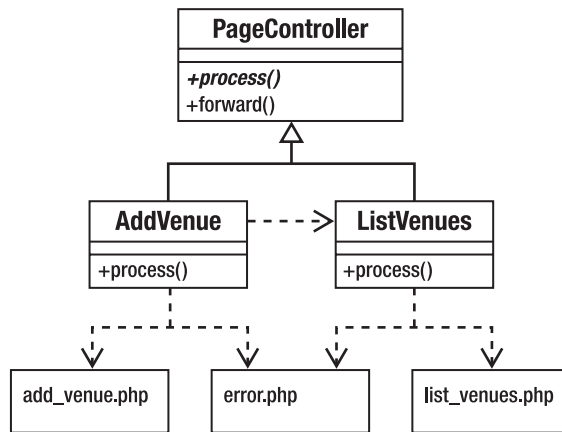 PageController
+process()
+forward()
AddVenue
ListVenues
+process()
+process()
add_venue.php
error.php
list_venues.php